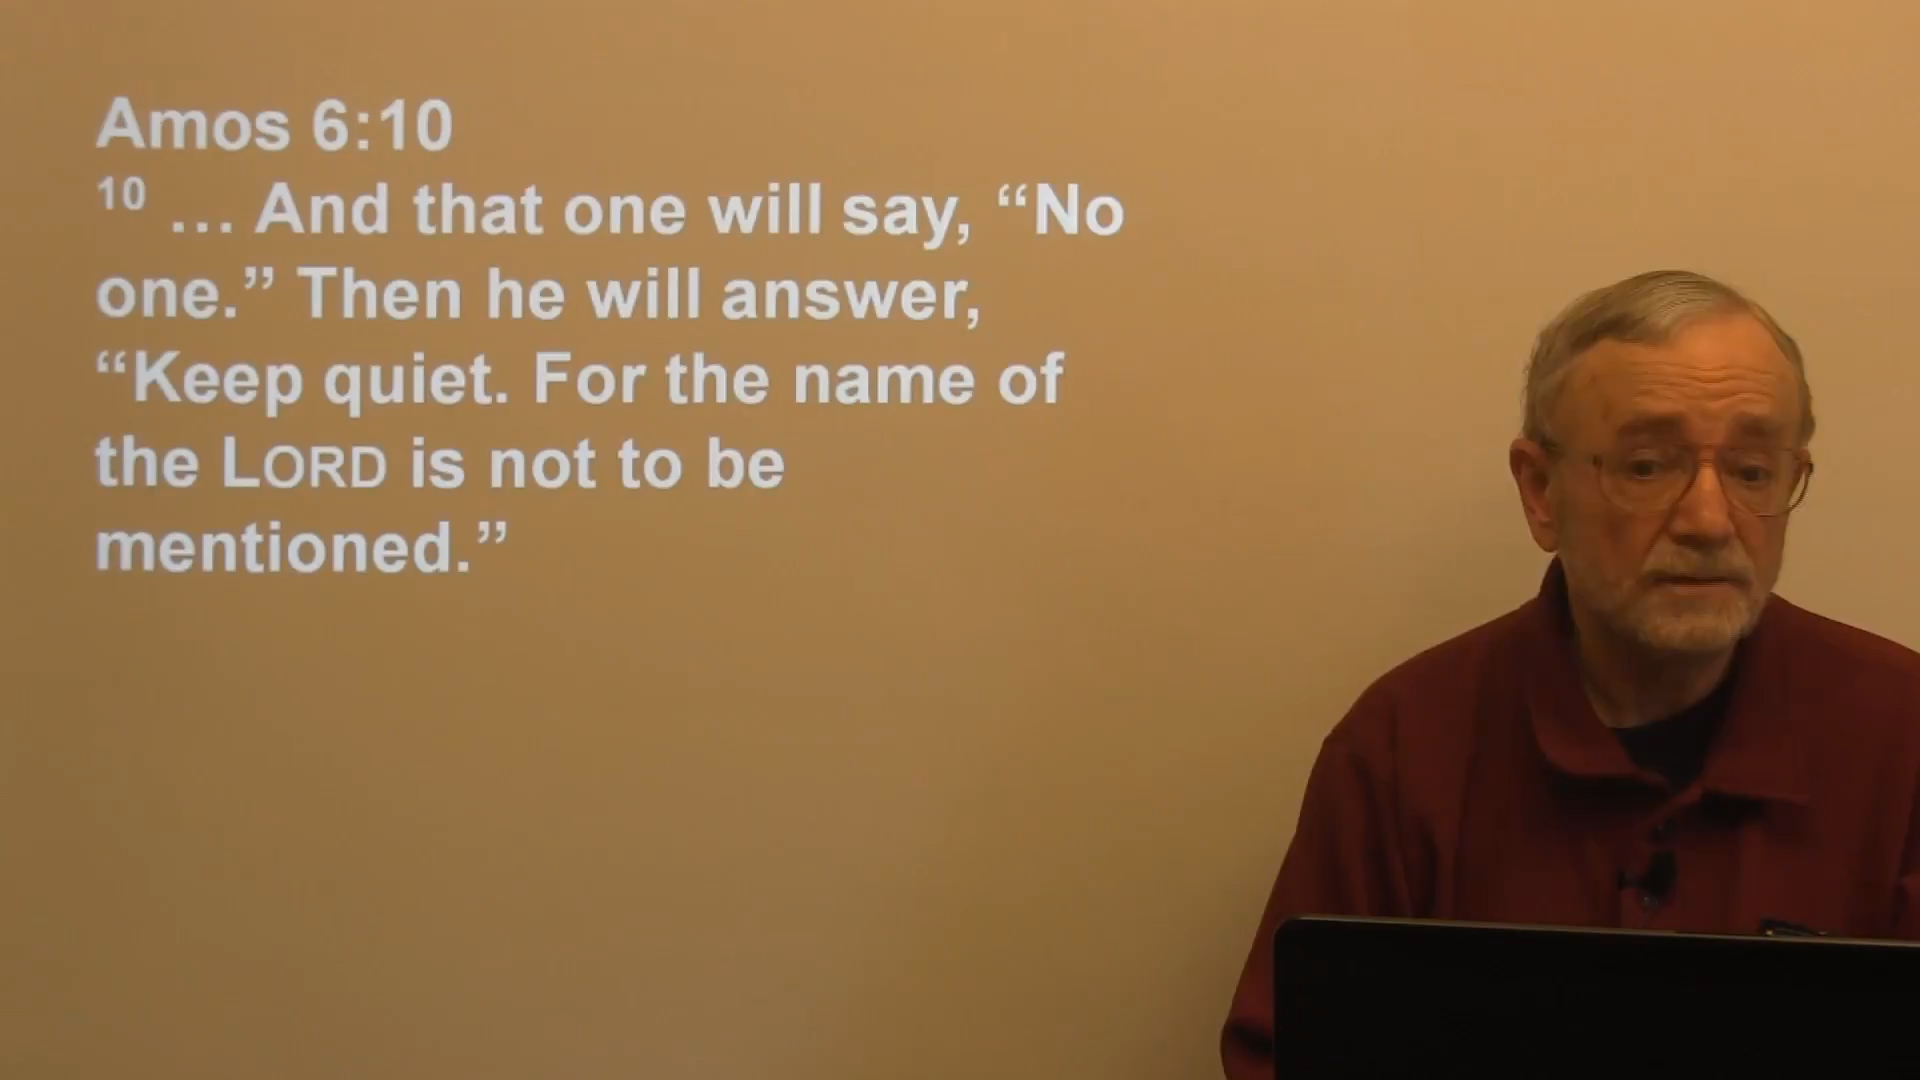 Amos 6:10
10 … And that one will say, “No
one.” Then he will answer,
“Keep quiet. For the name of
the LORD is not to be
mentioned.”